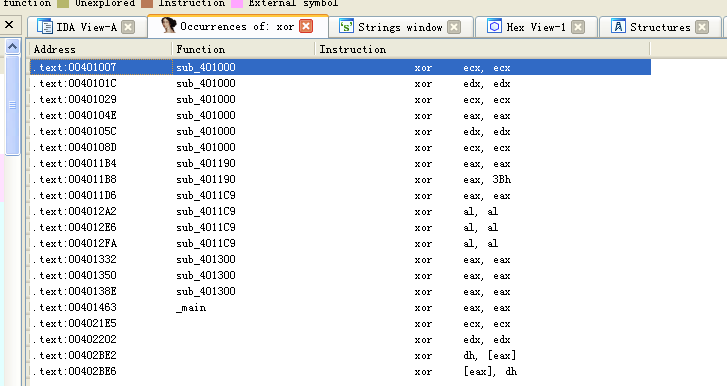 function Unexplored Instruction External symbol
IDA View-A Occurrences of: xor Strings window Hex View-1 Structures
Address Function Instruction
.text:00401007 sub_401000 xor ecx, ecx
.text:0040101C sub_401000 xor edx, edx
.text:00401029 sub_401000 xor ecx, ecx
.text:0040104E sub_401000 xor eax, eax
.text:0040105C sub_401000 xor edx, edx
.text:0040108D sub_401000 xor ecx, ecx
.text:004011B4 sub_401190 xor eax, eax
.text:004011B8 sub_401190 xor eax, 3Bh
.text:004011D6 sub_4011C9 xor eax, eax
.text:004012A2 sub_4011C9 xor al, al
.text:004012E6 sub_4011C9 xor al, al
.text:004012FA sub_4011C9 xor al, al
.text:00401332 sub_401300 xor eax, eax
.text:00401350 sub_401300 xor eax, eax
.text:0040138E sub_401300 xor eax, eax
.text:00401463 _main xor eax, eax
.text:004021E5 xor ecx, ecx
.text:00402202 xor edx, edx
.text:00402BE2 xor dh, [eax]
.text:00402BE6 xor [eax], dh